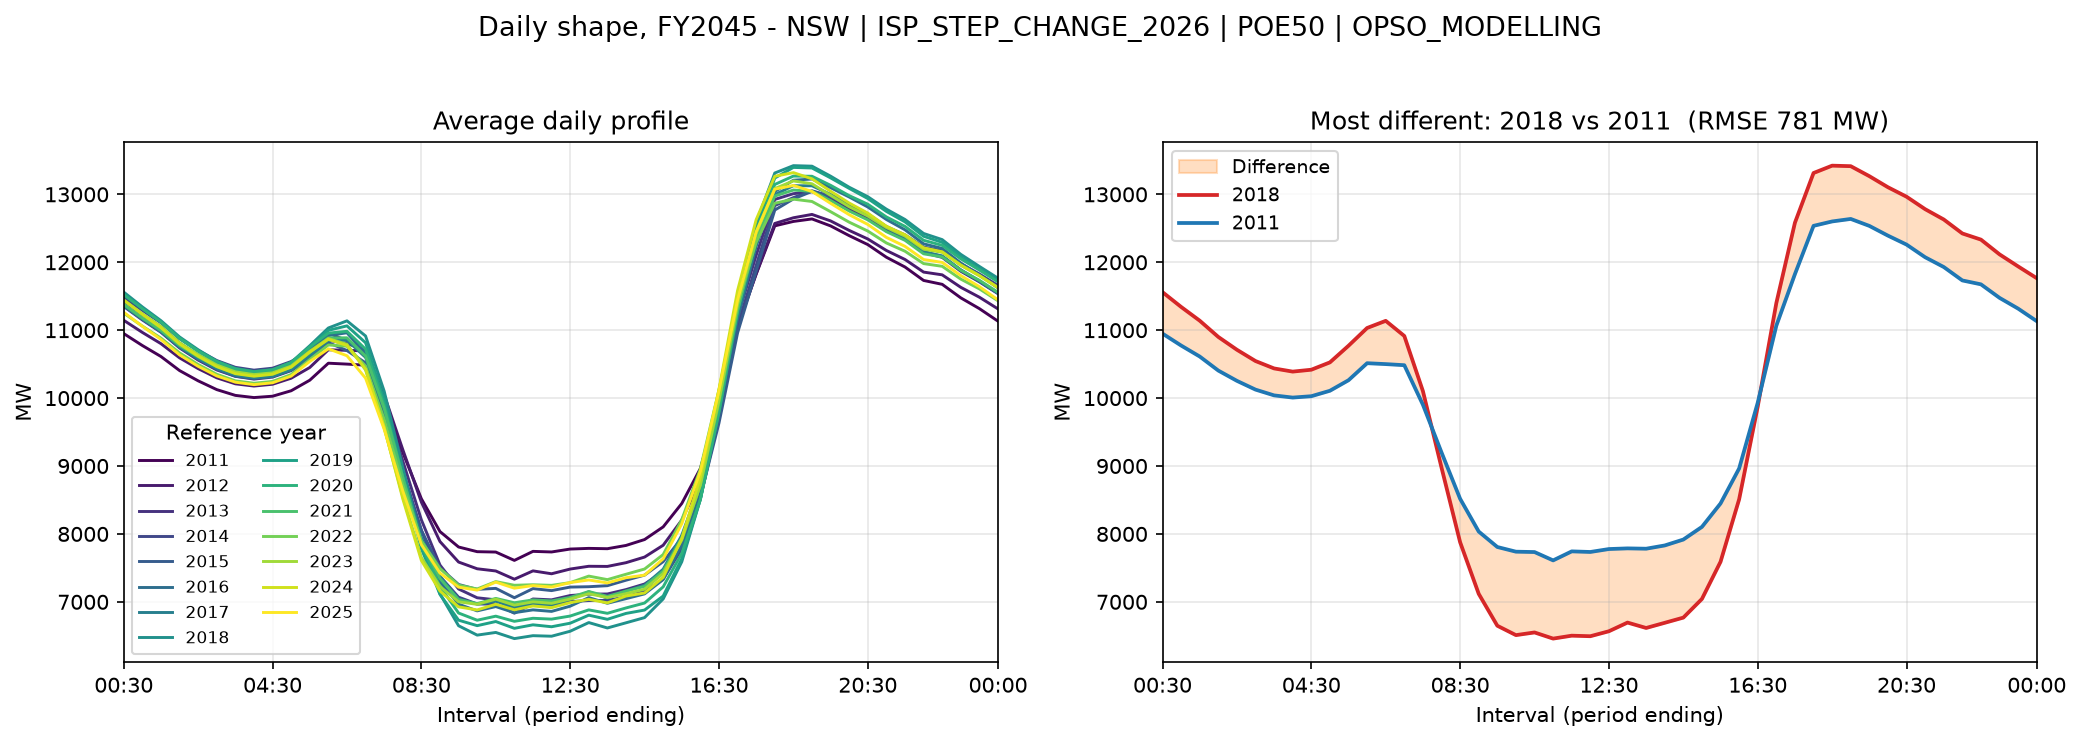 Daily shape, FY2045 - NSW | ISP_STEP_CHANGE_2026 | POE50 | OPSO_MODELLING
Average daily profile
MW
13000
12000
11000
10000
9000
8000
7000
Reference year
2011
2012
2013
2014
2015
2016
2017
2018
2019
2020
2021
2022
2023
2024
2025
00:30 04:30 08:30 12:30 16:30 20:30 00:00
Interval (period ending)
Most different: 2018 vs 2011 (RMSE 781 MW)
MW
13000
12000
11000
10000
9000
8000
7000
Difference
2018
2011
00:30 04:30 08:30 12:30 16:30 20:30 00:00
Interval (period ending)